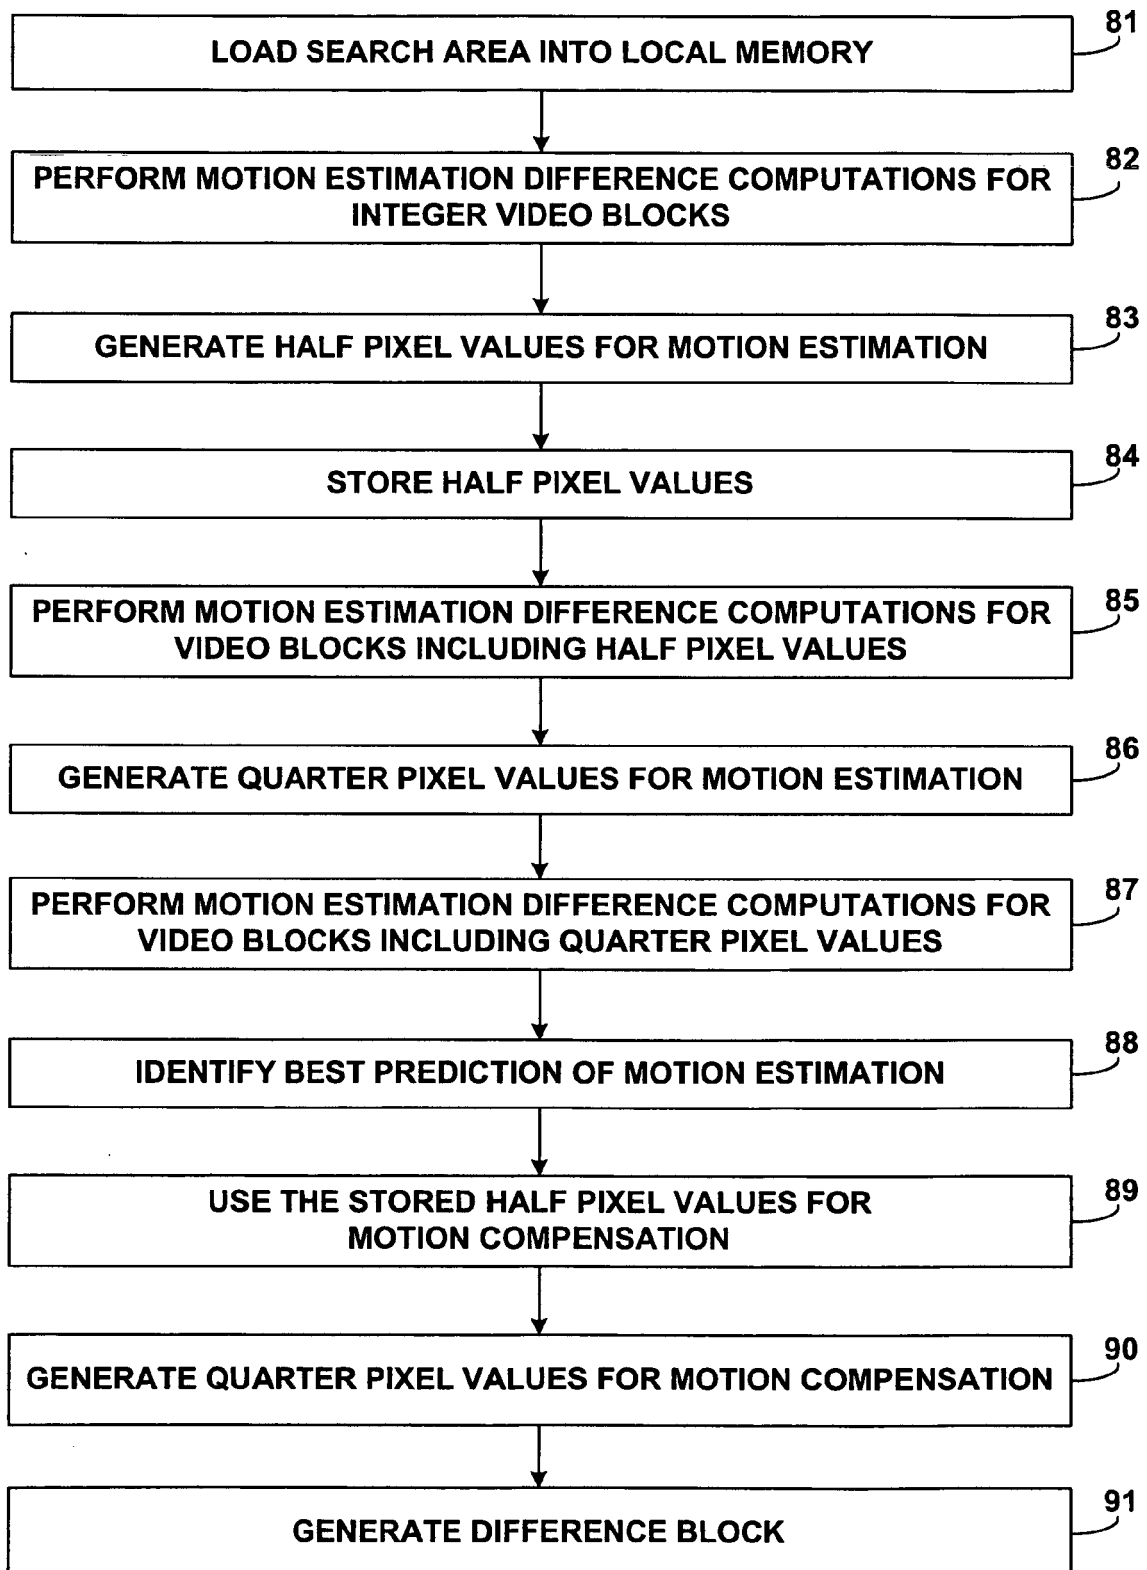 81
LOAD SEARCH AREA INTO LOCAL MEMORY
82
PERFORM MOTION ESTIMATION DIFFERENCE COMPUTATIONS FOR
INTEGER VIDEO BLOCKS
83
GENERATE HALF PIXEL VALUES FOR MOTION ESTIMATION
84
STORE HALF PIXEL VALUES
85
PERFORM MOTION ESTIMATION DIFFERENCE COMPUTATIONS FOR
VIDEO BLOCKS INCLUDING HALF PIXEL VALUES
86
GENERATE QUARTER PIXEL VALUES FOR MOTION ESTIMATION
87
PERFORM MOTION ESTIMATION DIFFERENCE COMPUTATIONS FOR
VIDEO BLOCKS INCLUDING QUARTER PIXEL VALUES
88
IDENTIFY BEST PREDICTION OF MOTION ESTIMATION
89
USE THE STORED HALF PIXEL VALUES FOR
MOTION COMPENSATION
90
GENERATE QUARTER PIXEL VALUES FOR MOTION COMPENSATION
91
GENERATE DIFFERENCE BLOCK